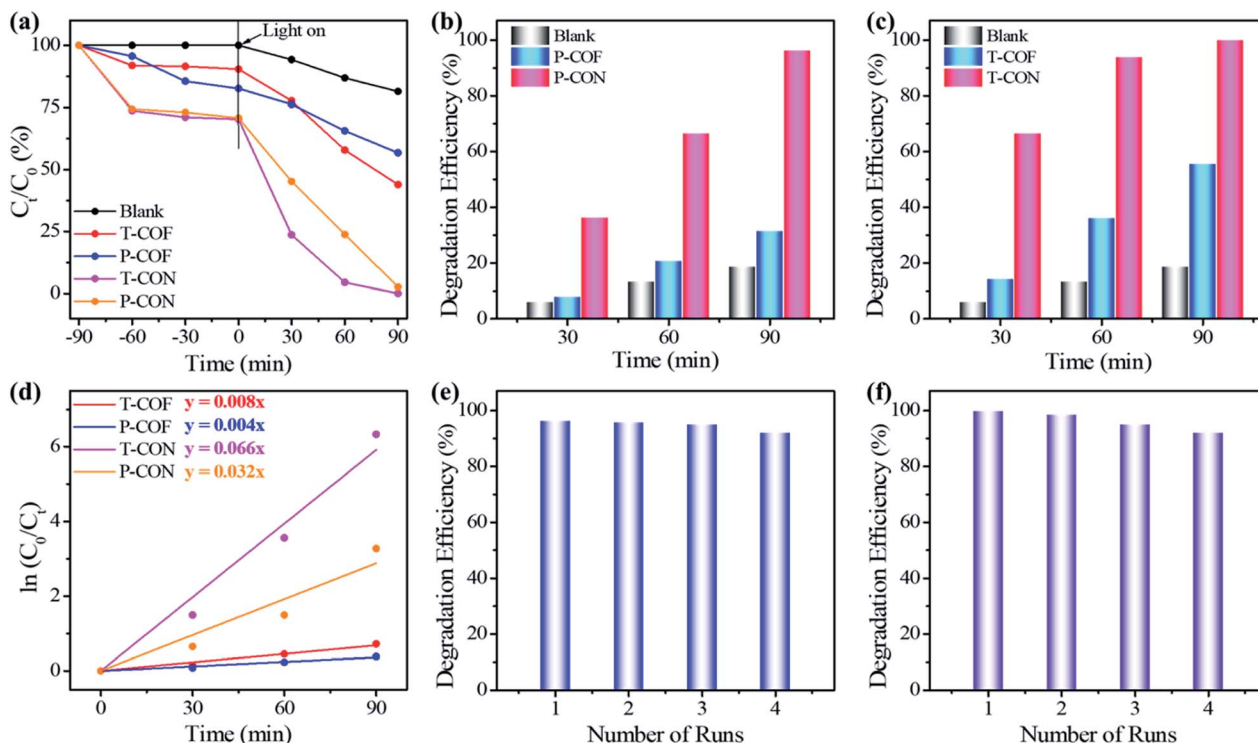 (a)
Light on
C_t/C_0 (%)
100
75
50
25
0
Blank
T-COF
P-COF
T-CON
P-CON
-90 -60 -30 0 30 60 90
Time (min)
(b)
Blank
P-COF
P-CON
Degradation Efficiency (%)
100
80
60
40
20
0
30 60 90
Time (min)
(c)
Blank
T-COF
T-CON
Degradation Efficiency (%)
100
80
60
40
20
0
30 60 90
Time (min)
(d)
T-COF y = 0.008x
P-COF y = 0.004x
T-CON y = 0.066x
P-CON y = 0.032x
ln (C_0/C_t)
6
4
2
0
0 30 60 90
Time (min)
(e)
Degradation Efficiency (%)
100
80
60
40
20
0
1 2 3 4
Number of Runs
(f)
Degradation Efficiency (%)
100
80
60
40
20
0
1 2 3 4
Number of Runs